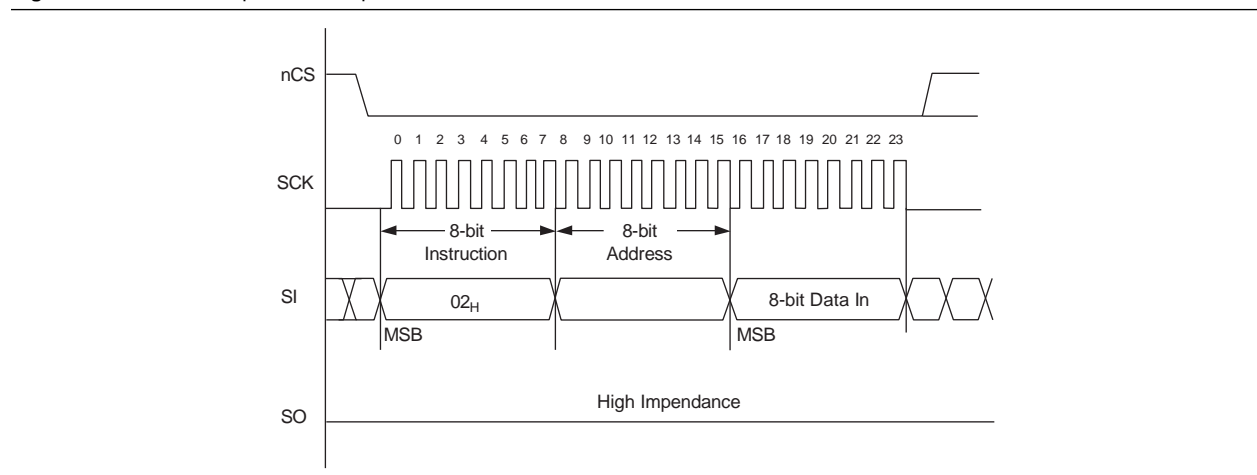 nCS
0 1 2 3 4 5 6 7 8 9 10 11 12 13 14 15 16 17 18 19 20 21 22 23
SCK
8-bit
Instruction
8-bit
Address
SI
02H
8-bit Data In
MSB
MSB
High Impendance
SO